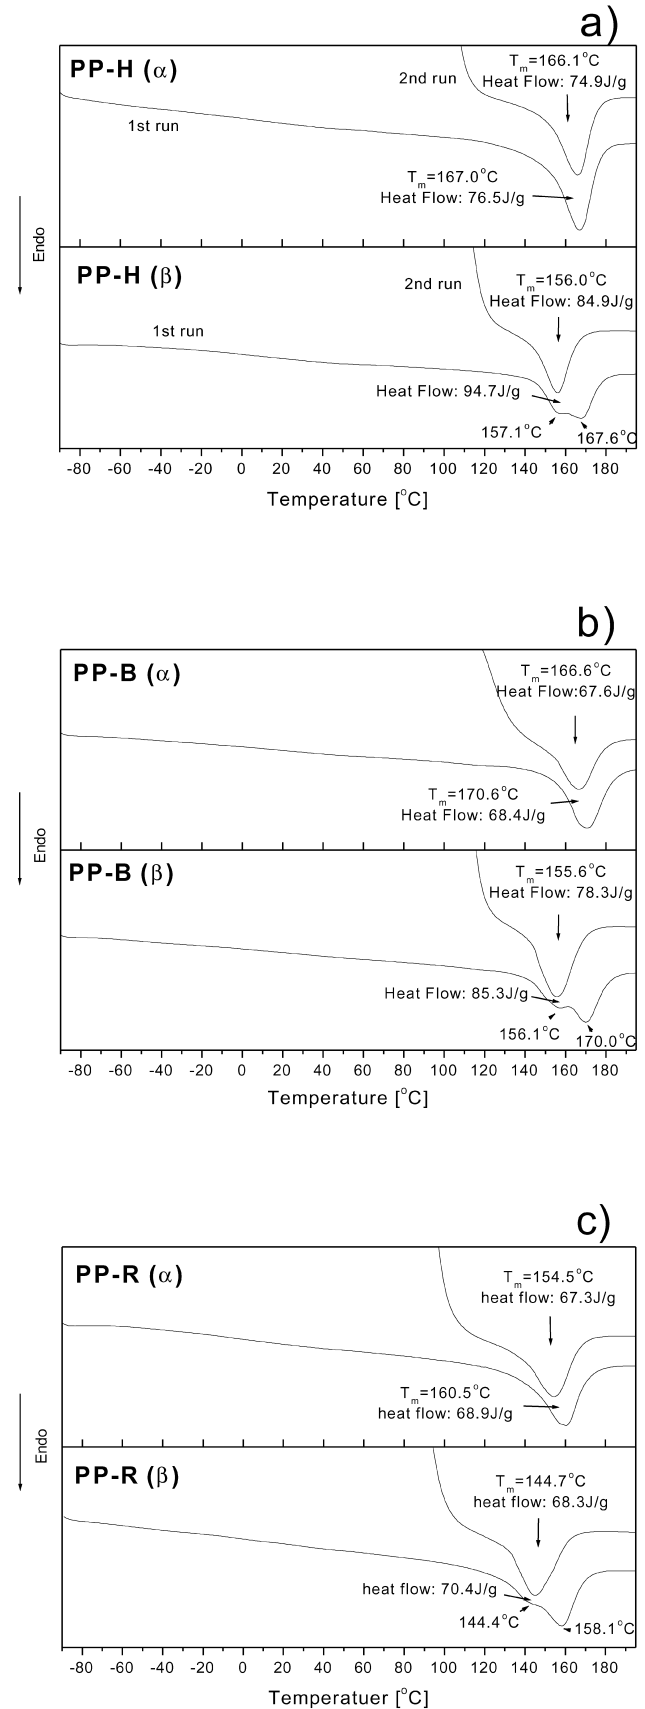 a)
PP-H (α)
2nd run
Tm=166.1°C
Heat Flow: 74.9J/g
1st run
Tm=167.0°C
Heat Flow: 76.5J/g
Endo
PP-H (β)
2nd run
Tm=156.0°C
Heat Flow: 84.9J/g
1st run
Heat Flow: 94.7J/g
157.1°C
167.6°C
-80 -60 -40 -20 0 20 40 60 80 100 120 140 160 180
Temperature [°C]
b)
PP-B (α)
Tm=166.6°C
Heat Flow:67.6J/g
Tm=170.6°C
Heat Flow: 68.4J/g
Endo
PP-B (β)
Tm=155.6°C
Heat Flow: 78.3J/g
Heat Flow: 85.3J/g
156.1°C
170.0°C
-80 -60 -40 -20 0 20 40 60 80 100 120 140 160 180
Temperature [°C]
c)
PP-R (α)
Tm=154.5°C
heat flow: 67.3J/g
Tm=160.5°C
heat flow: 68.9J/g
Endo
PP-R (β)
Tm=144.7°C
heat flow: 68.3J/g
heat flow: 70.4J/g
144.4°C
158.1°C
-80 -60 -40 -20 0 20 40 60 80 100 120 140 160 180
Temperatuer [°C]